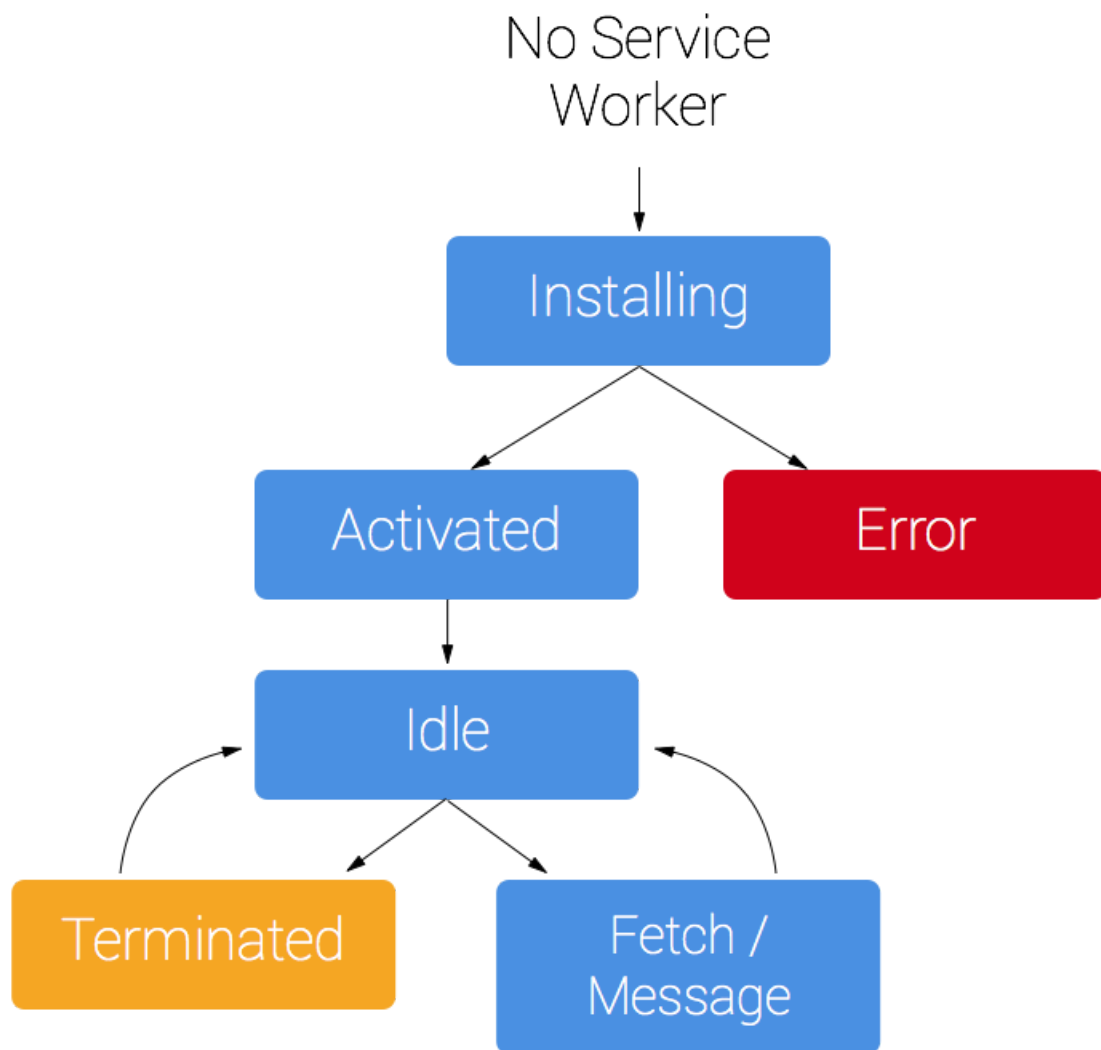 No Service
Worker
Installing
Activated
Error
Idle
Terminated
Fetch /
Message